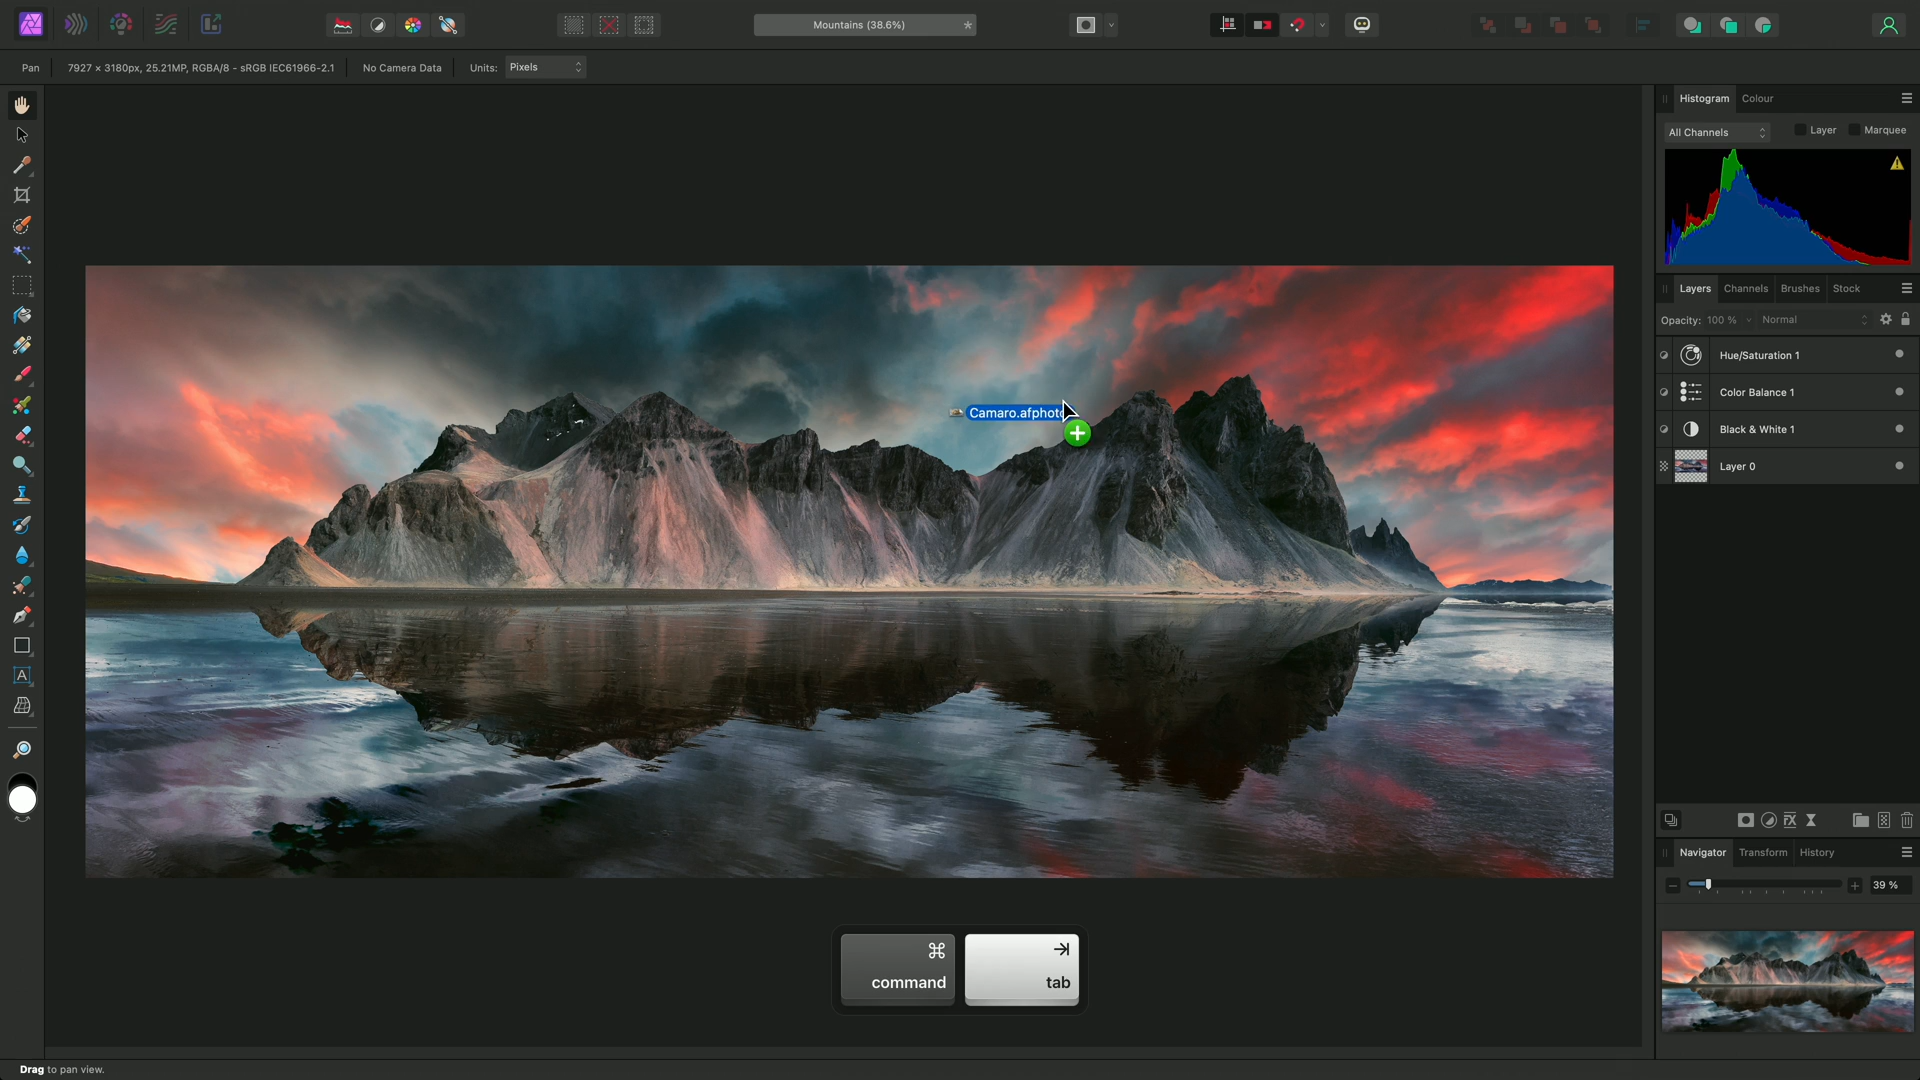 Mountains (38.6%)
Pan
7927 × 3180px, 25.21MP, RGBA/8 - sRGB IEC61966-2.1
No Camera Data
Units:
Pixels
Histogram
Colour
All Channels
Layer
Marquee
Layers
Channels
Brushes
Stock
Opacity:
100 %
Normal
Hue/Saturation 1
Color Balance 1
Black & White 1
Layer 0
Camaro.afphoto
Navigator
Transform
History
39 %
command
tab
Drag to pan view.